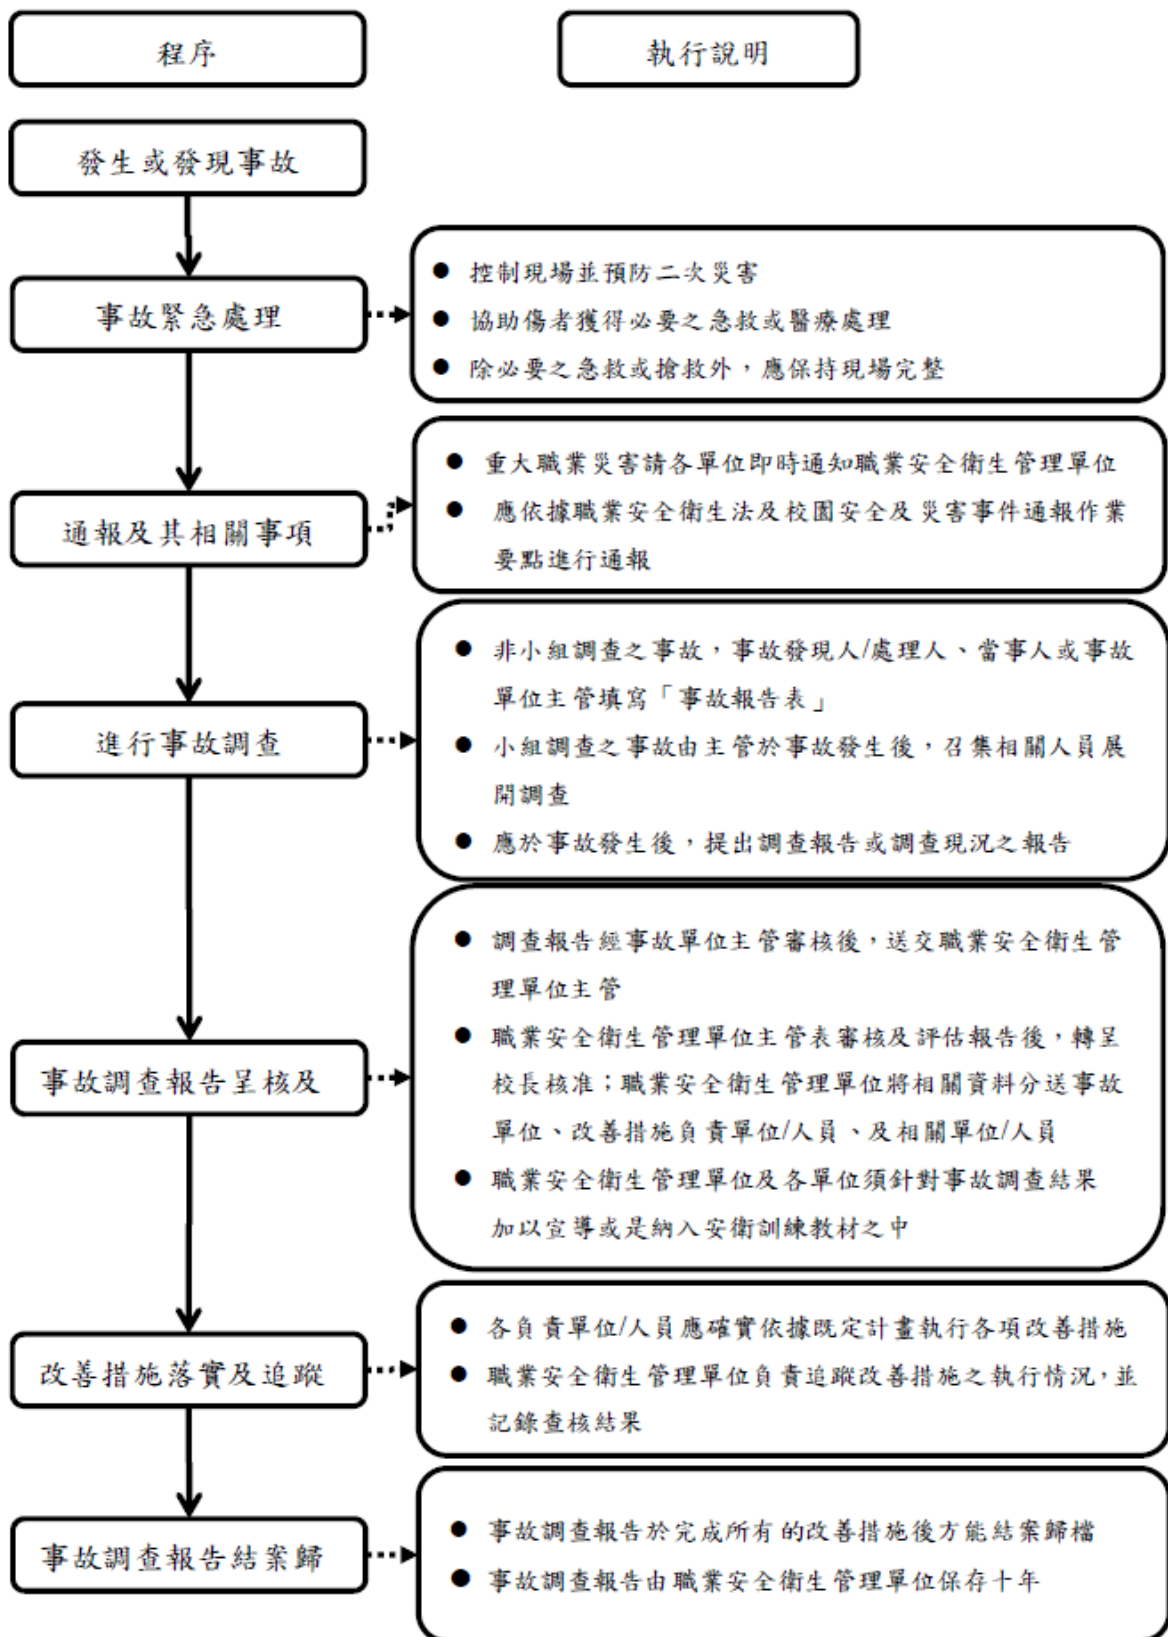 程序
執行說明
發生或發現事故
事故緊急處理
● 控制現場並預防二次災害
● 協助傷者獲得必要之急救或醫療處理
● 除必要之急救或搶救外，應保持現場完整
通報及其相關事項
● 重大職業災害請各單位即時通知職業安全衛生管理單位
● 應依據職業安全衛生法及校園安全及災害事件通報作業
要點進行通報
進行事故調查
● 非小組調查之事故，事故發現人/處理人、當事人或事故
單位主管填寫「事故報告表」
● 小組調查之事故由主管於事故發生後，召集相關人員展
開調查
● 應於事故發生後，提出調查報告或調查現況之報告
事故調查報告呈核及
● 調查報告經事故單位主管審核後，送交職業安全衛生管
理單位主管
● 職業安全衛生管理單位主管表審核及評估報告後，轉呈
校長核准；職業安全衛生管理單位將相關資料分送事故
單位、改善措施負責單位/人員、及相關單位/人員
● 職業安全衛生管理單位及各單位須針對事故調查結果
加以宣導或是納入安衛訓練教材之中
改善措施落實及追蹤
● 各負責單位/人員應確實依據既定計畫執行各項改善措施
● 職業安全衛生管理單位負責追蹤改善措施之執行情況，並
記錄查核結果
事故調查報告結案歸
● 事故調查報告於完成所有的改善措施後方能結案歸檔
● 事故調查報告由職業安全衛生管理單位保存十年